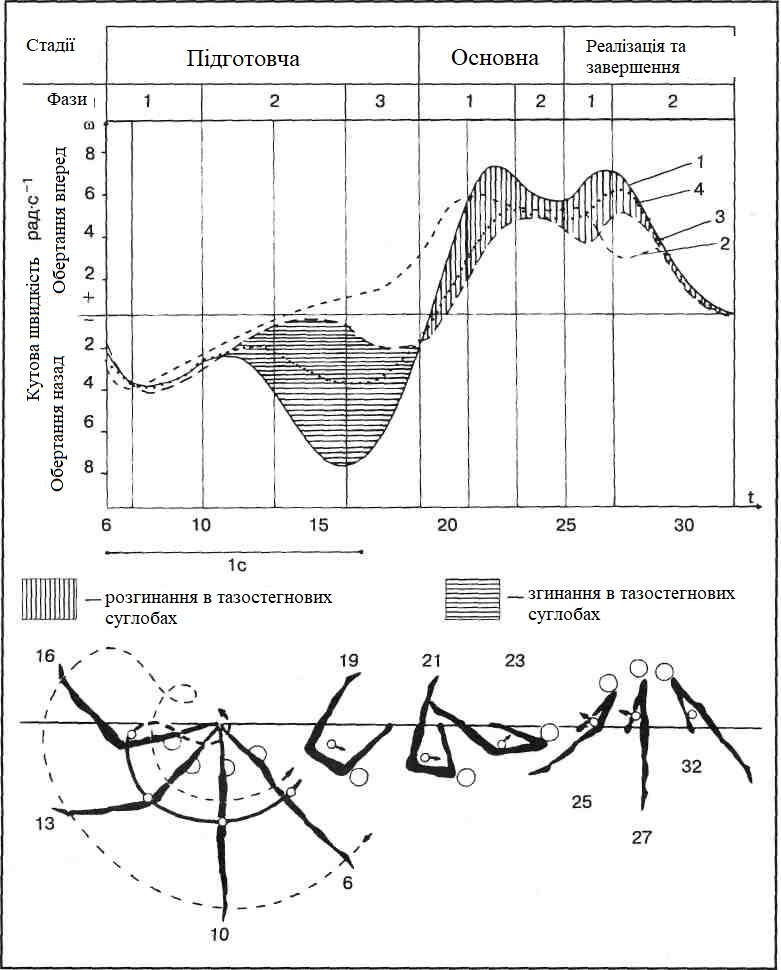 Стадії
Підготовча
Основна
Реалізація та
завершення
Фази
1
2
3
1
2
1
2
ω
8
6
4
2
+
−
2
4
6
8
Кутова швидкість рад·с⁻¹
Обертання вперед
Обертання назад
1
4
3
2
t
6
10
15
20
25
30
1с
— розгинання в тазостегнових
суглобах
— згинання в тазостегнових
суглобах
16
19
21
23
13
10
6
25
27
32